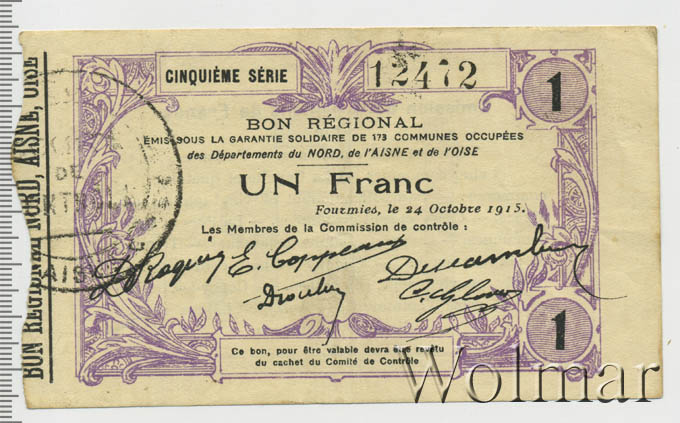 CINQUIÈME SÉRIE
12472
1
BON RÉGIONAL
ÉMIS SOUS LA GARANTIE SOLIDAIRE DE 173 COMMUNES OCCUPÉES
des Départements du NORD, de l'AISNE et de l'OISE
UN Franc
Fourmies, le 24 Octobre 1915.
Les Membres de la Commission de contrôle :
E. Coppeaux
1
Ce bon, pour être valable devra être revêtu
du cachet du Comité de Contrôle
BON RÉGIONAL NORD, AISNE, OISE
DE
AISNE
Wolmar